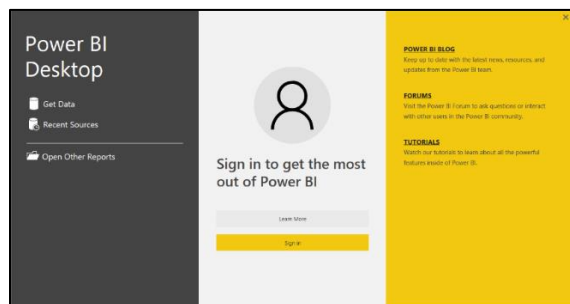 Power BI
Desktop
Get Data
Recent Sources
Open Other Reports
Sign in to get the most
out of Power BI
Learn More
Sign in
POWER BI BLOG
Keep up to date with the latest news, resources, and
updates from the Power BI team.
FORUMS
Visit the Power BI Forum to ask questions or interact
with other users in the Power BI community.
TUTORIALS
Watch our tutorials to learn about all the powerful
features inside of Power BI.